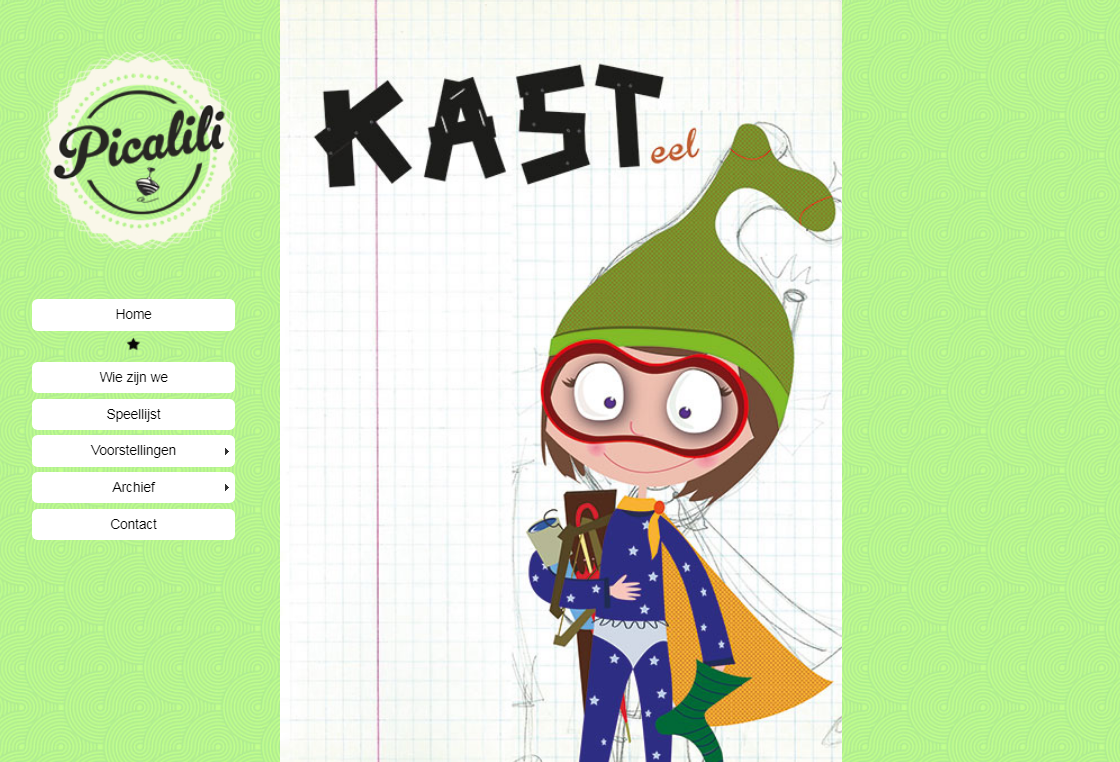 Picalili
Home
Wie zijn we
Speellijst
Voorstellingen
Archief
Contact
KAST
eel